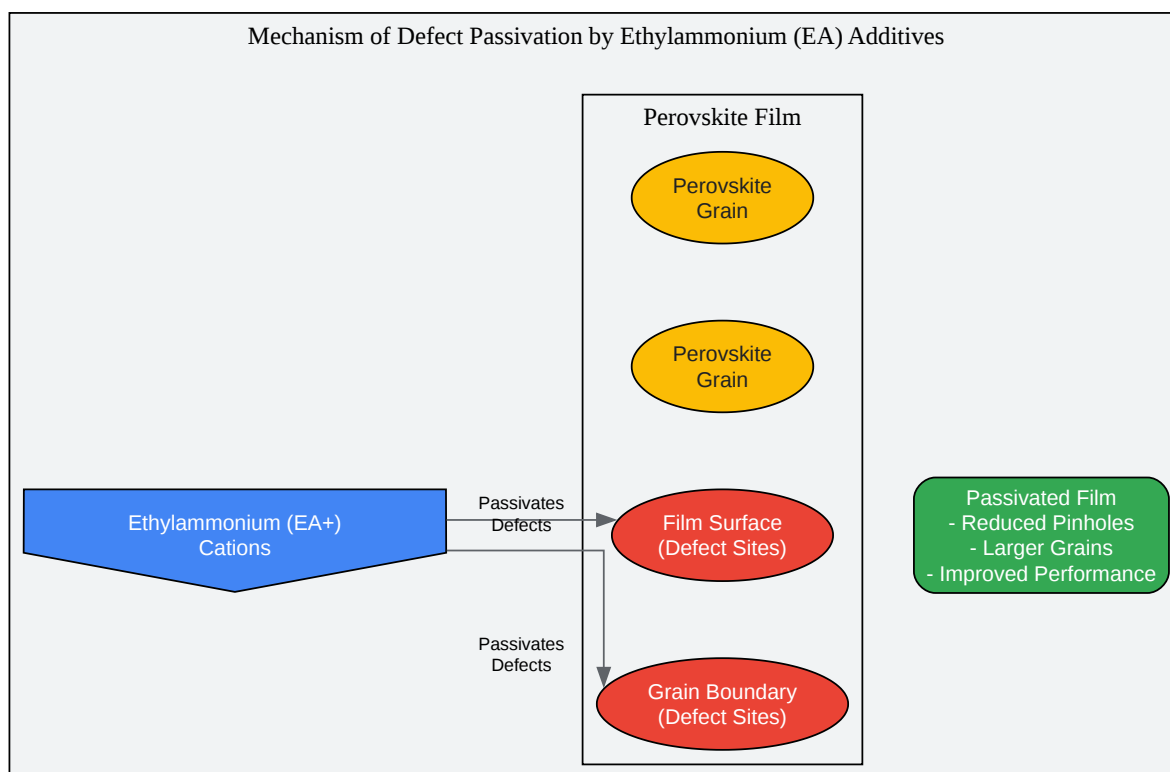 Mechanism of Defect Passivation by Ethylammonium (EA) Additives
Perovskite Film
Perovskite
Grain
Perovskite
Grain
Ethylammonium (EA+)
Cations
Passivates
Defects
Film Surface
(Defect Sites)
Passivated Film
- Reduced Pinholes
- Larger Grains
- Improved Performance
Passivates
Defects
Grain Boundary
(Defect Sites)